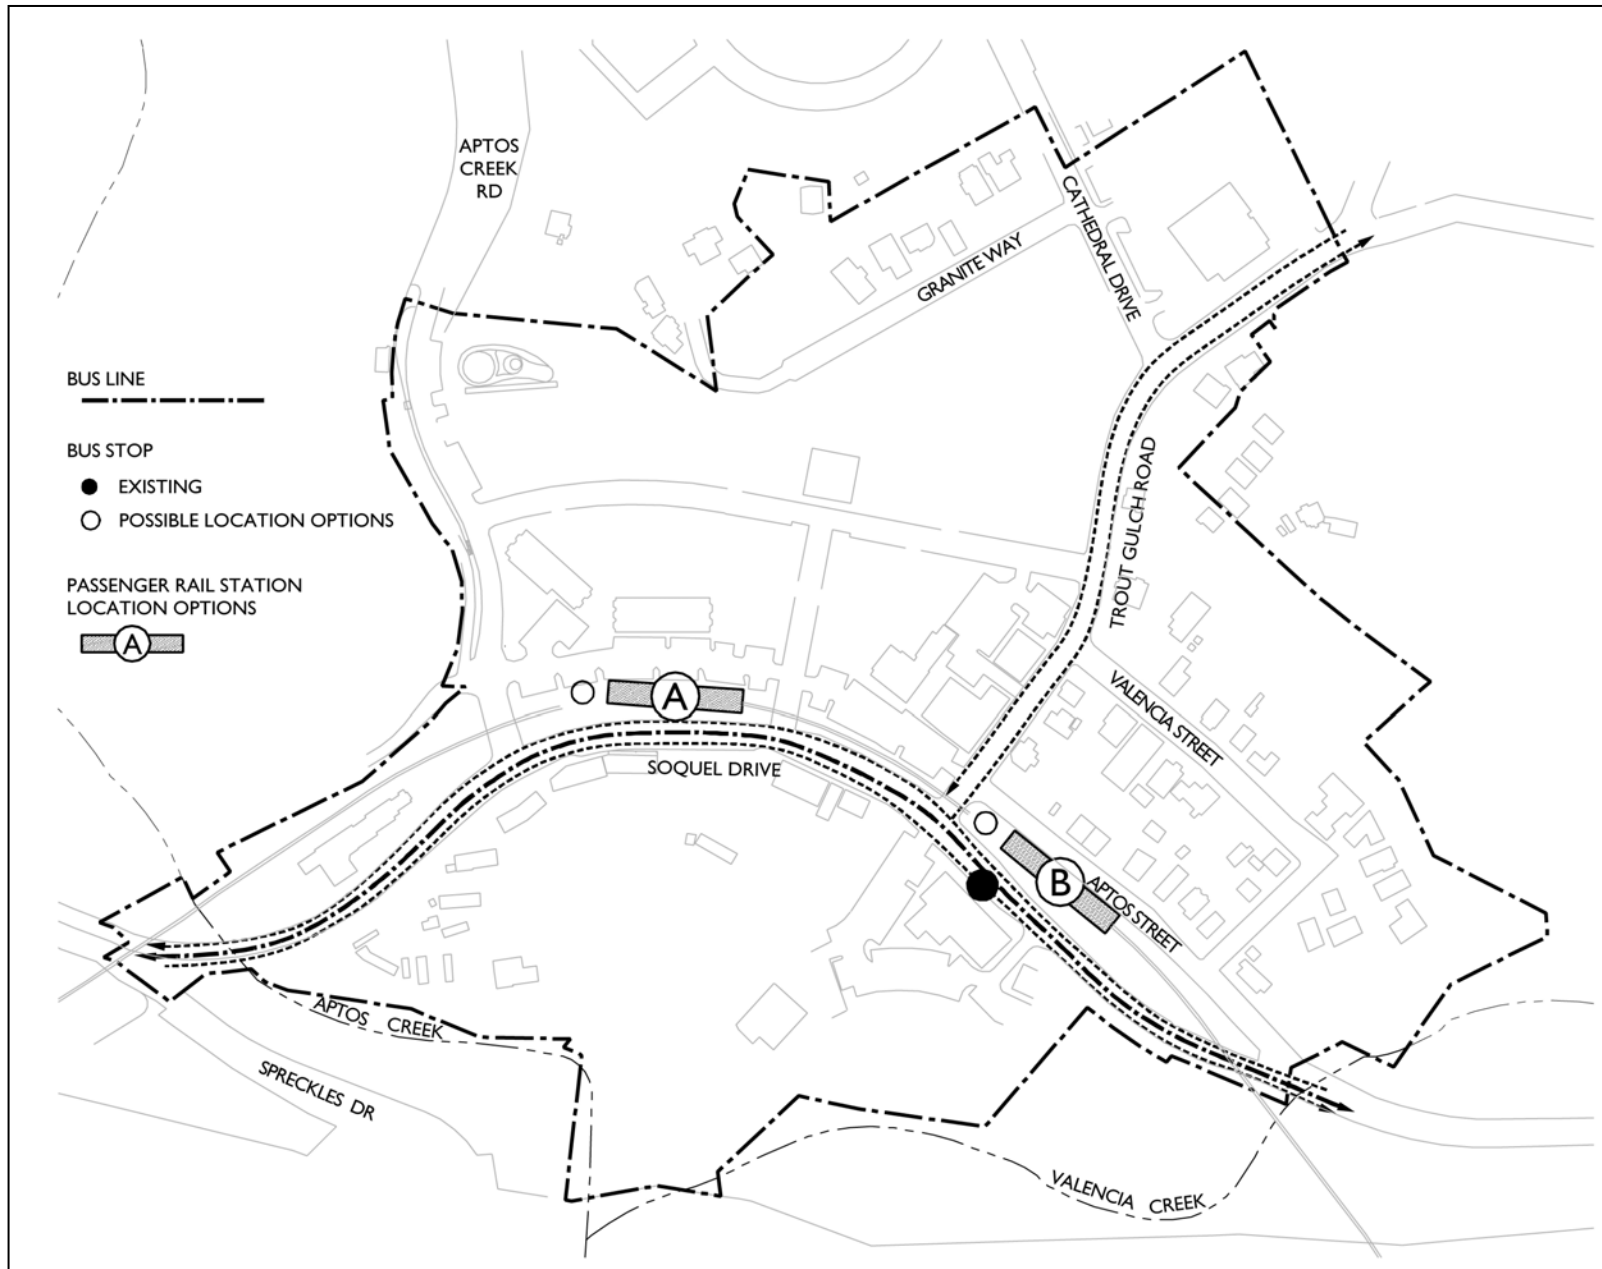 APTOS
CREEK
RD
CATHEDRAL DRIVE
GRANITE WAY
BUS LINE
BUS STOP
EXISTING
POSSIBLE LOCATION OPTIONS
PASSENGER RAIL STATION
LOCATION OPTIONS
A
TROUT GULCH ROAD
A
VALENCIA STREET
SOQUEL DRIVE
B
APTOS STREET
APTOS CREEK
SPRECKLES DR
VALENCIA CREEK